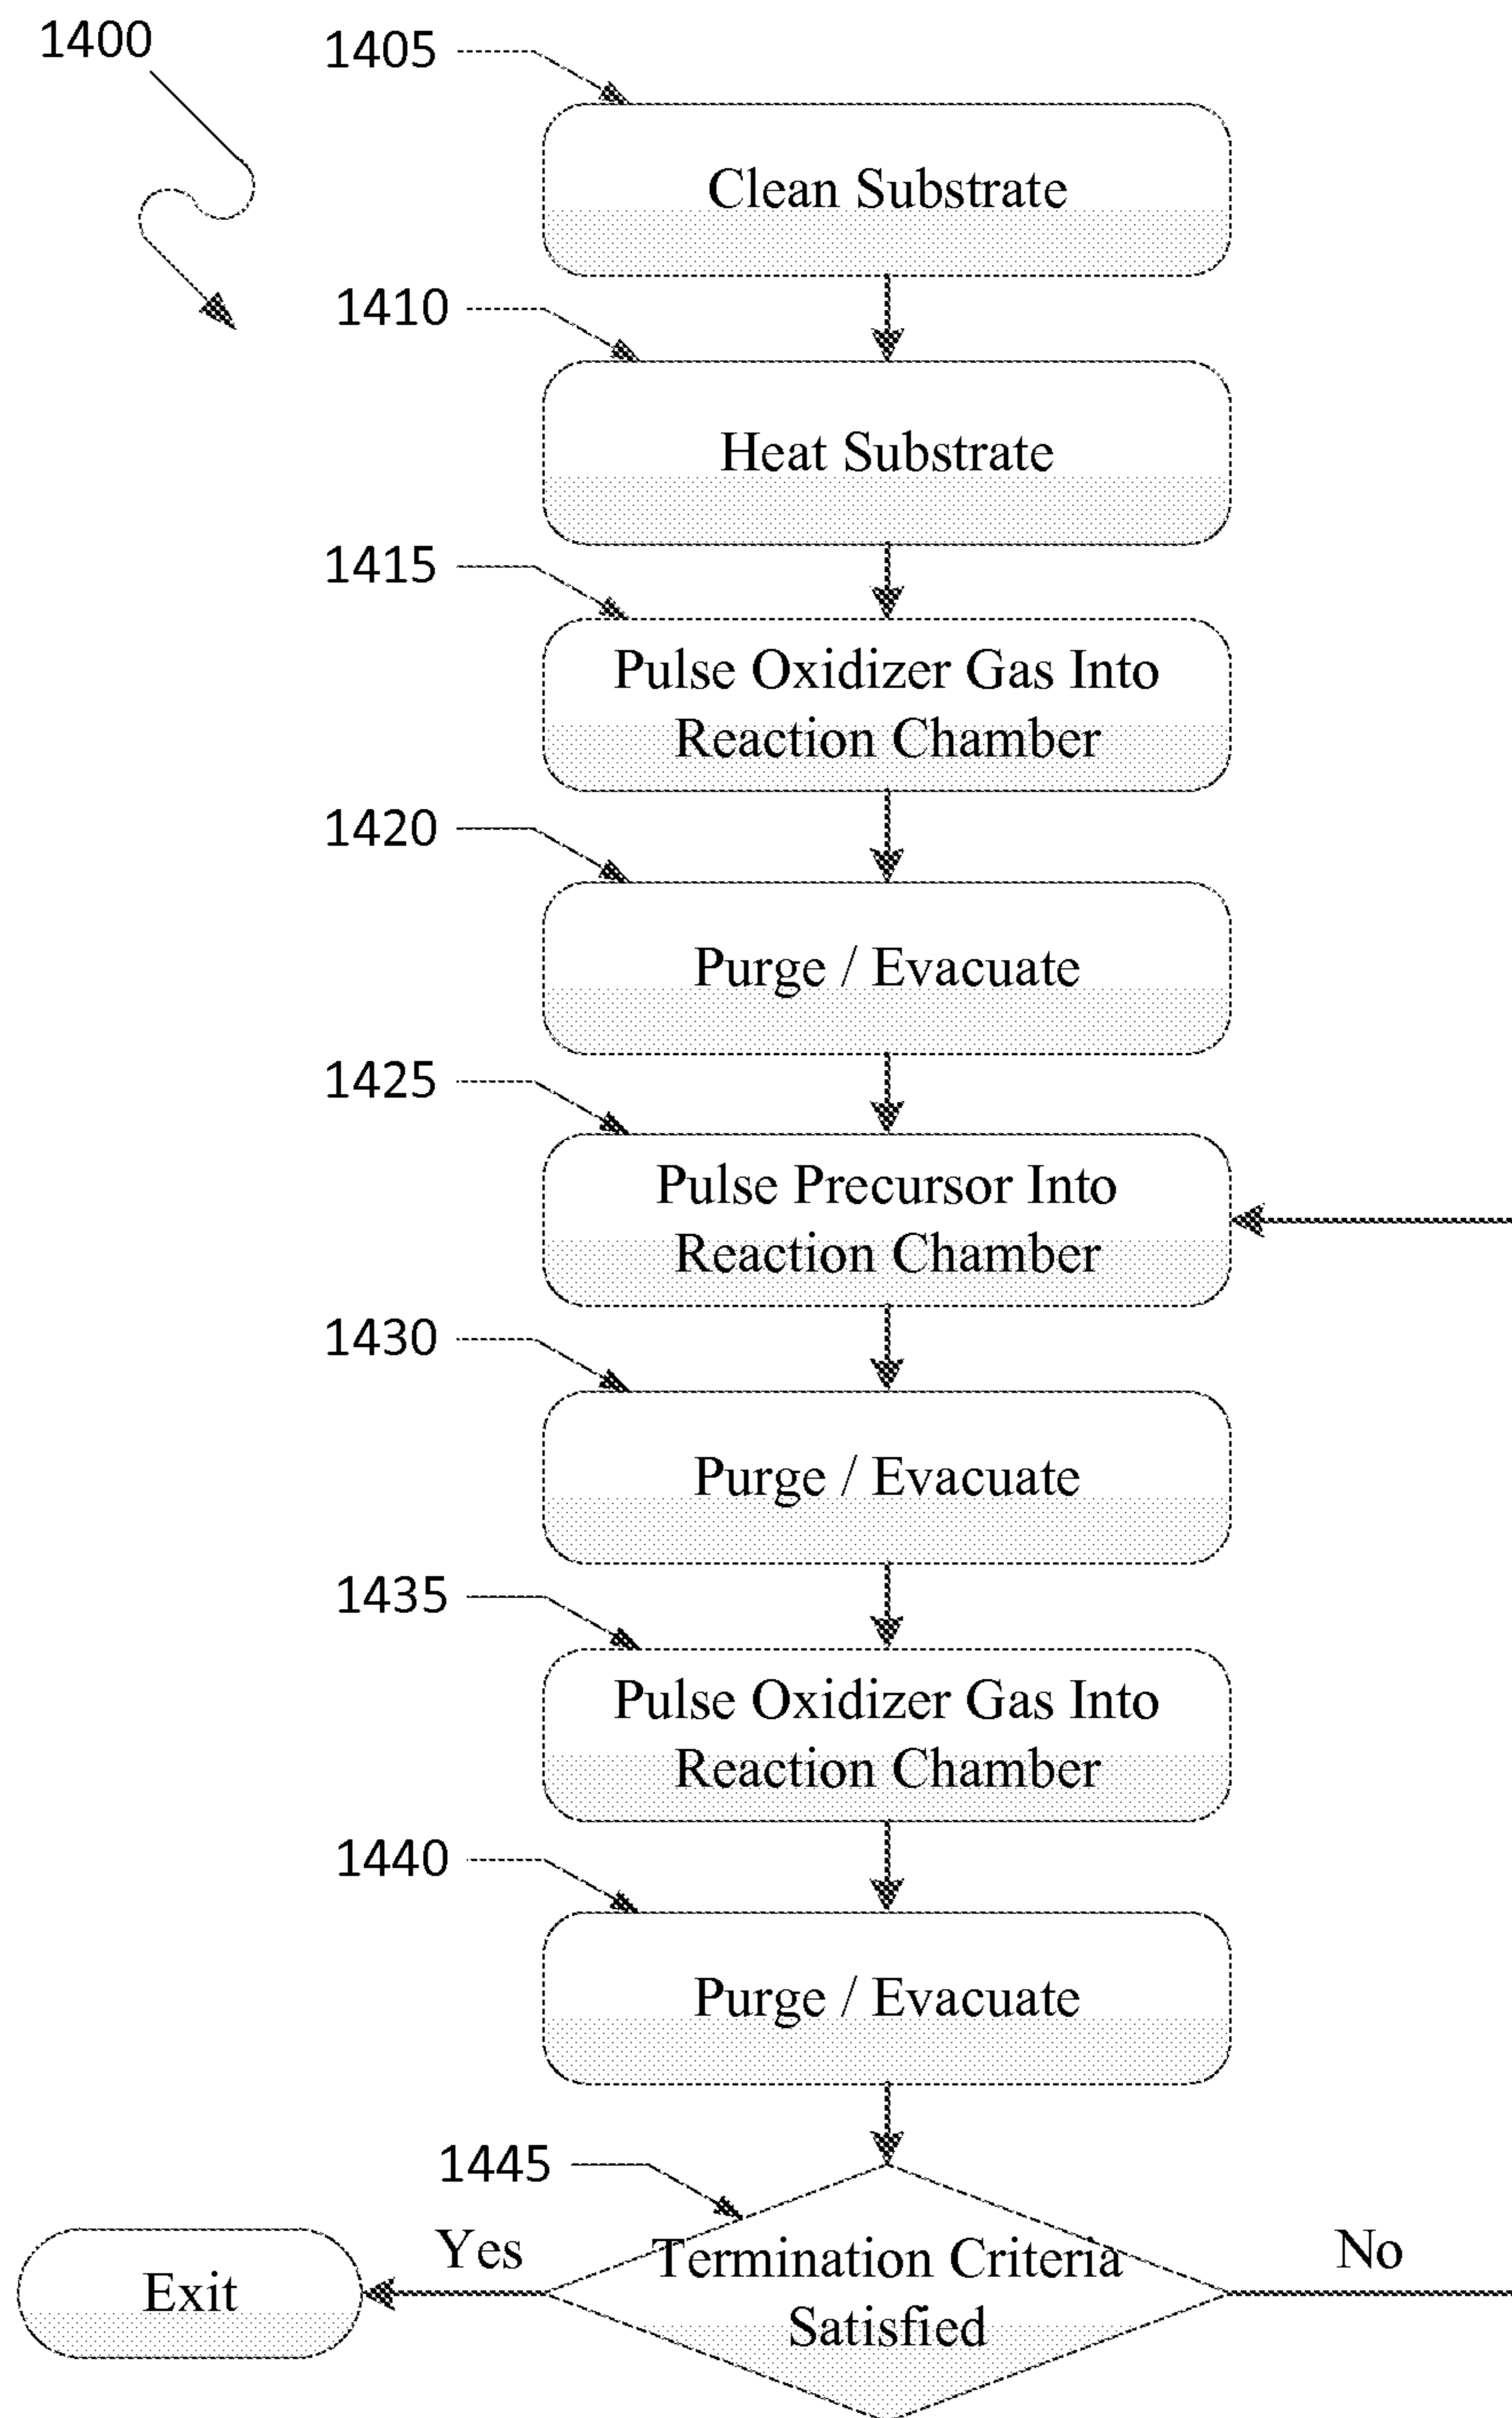 1400
1405
Clean Substrate
1410
Heat Substrate
1415
Pulse Oxidizer Gas Into
Reaction Chamber
1420
Purge / Evacuate
1425
Pulse Precursor Into
Reaction Chamber
1430
Purge / Evacuate
1435
Pulse Oxidizer Gas Into
Reaction Chamber
1440
Purge / Evacuate
1445
Exit
Yes
Termination Criteria
Satisfied
No